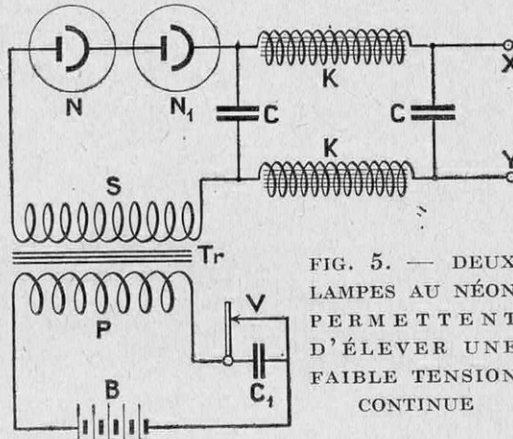 N
N1
K
X
C
C
K
Y
S
Tr
P
V
C1
B
FIG. 5. — DEUX
LAMPES AU NÉON
PERMETTENT
D'ÉLEVER UNE
FAIBLE TENSION
CONTINUE